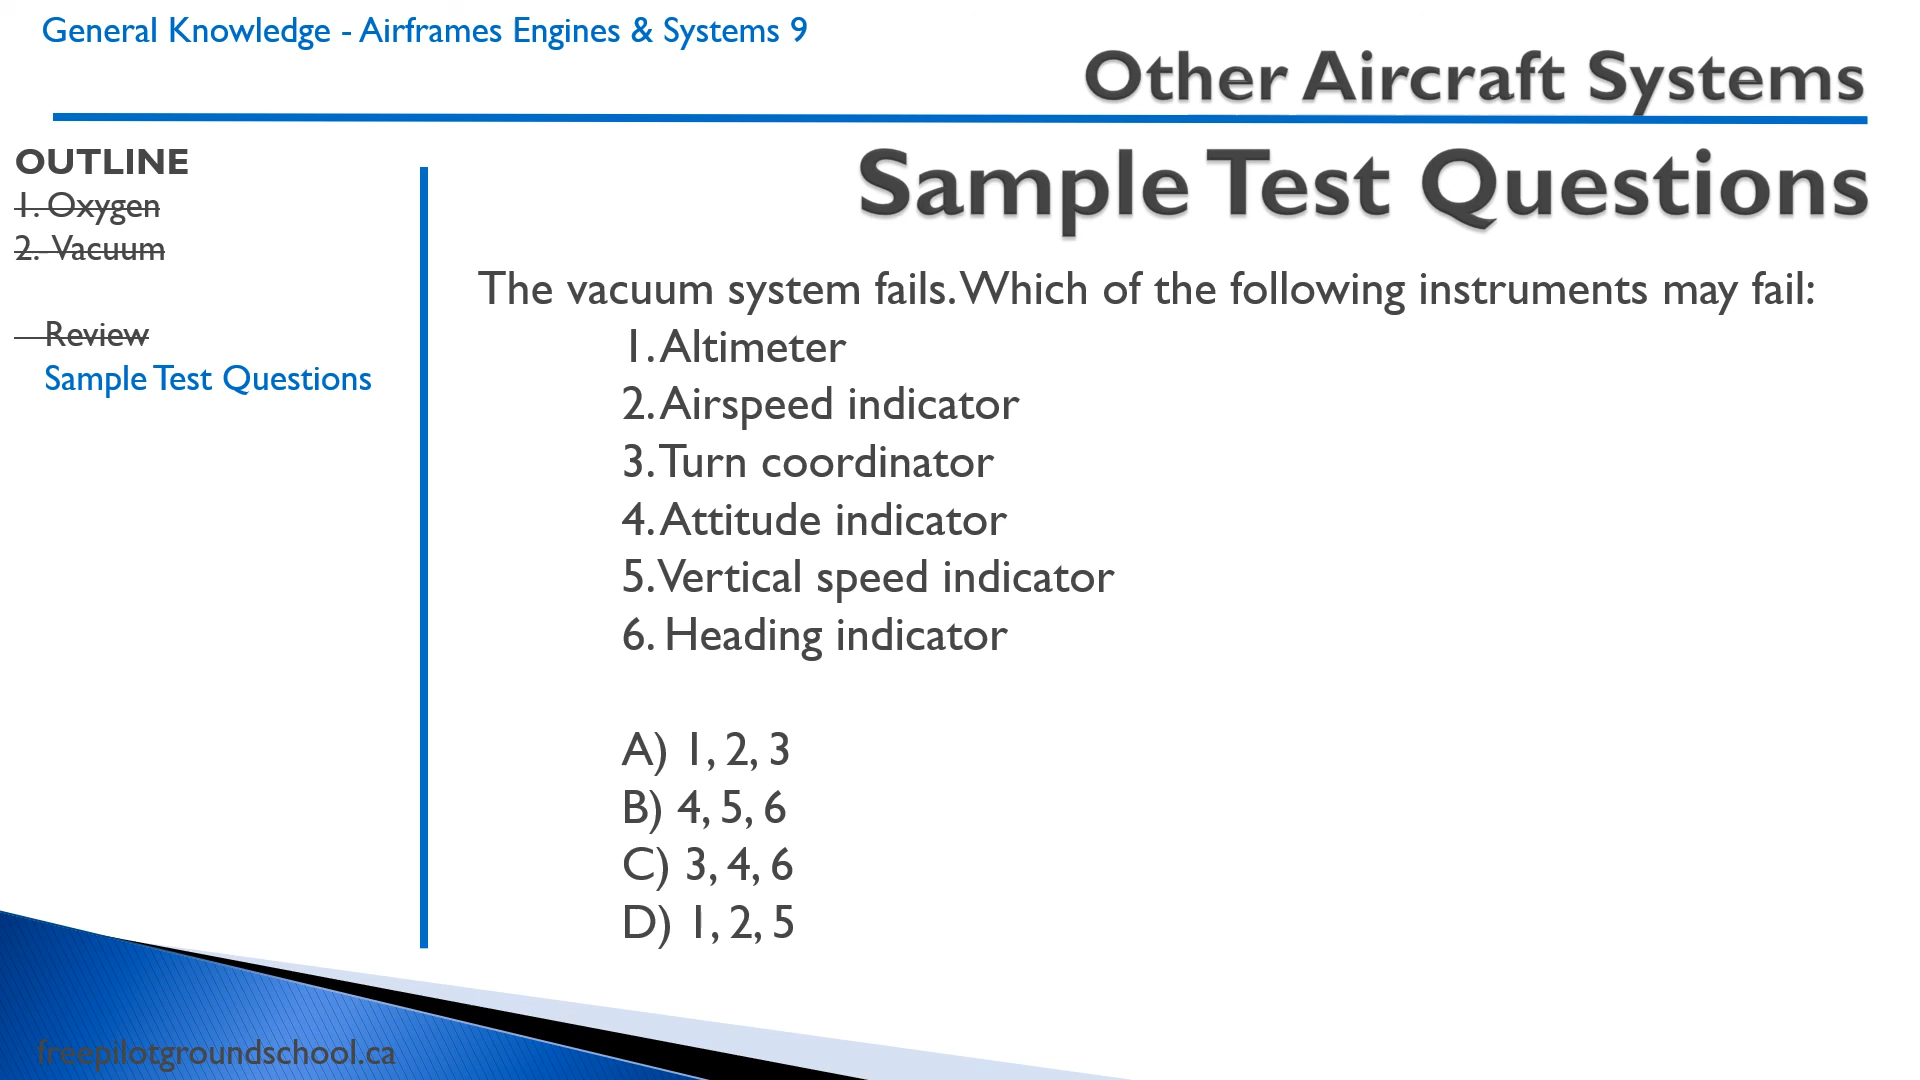 General Knowledge - Airframes Engines & Systems 9
Other Aircraft Systems
OUTLINE
1. Oxygen
2. Vacuum
Review
Sample Test Questions
Sample Test Questions
The vacuum system fails. Which of the following instruments may fail:
1. Altimeter
2. Airspeed indicator
3. Turn coordinator
4. Attitude indicator
5. Vertical speed indicator
6. Heading indicator
A) 1, 2, 3
B) 4, 5, 6
C) 3, 4, 6
D) 1, 2, 5
freepilotgroundschool.ca